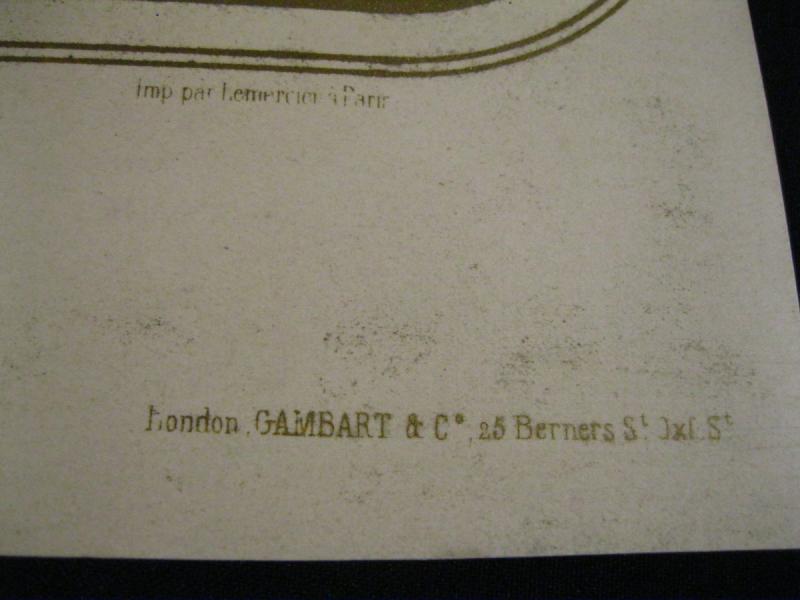 Imp par Lemercier à Paris
London, GAMBART & Cº, 25 Berners Sᵗ Oxf. Sᵗ